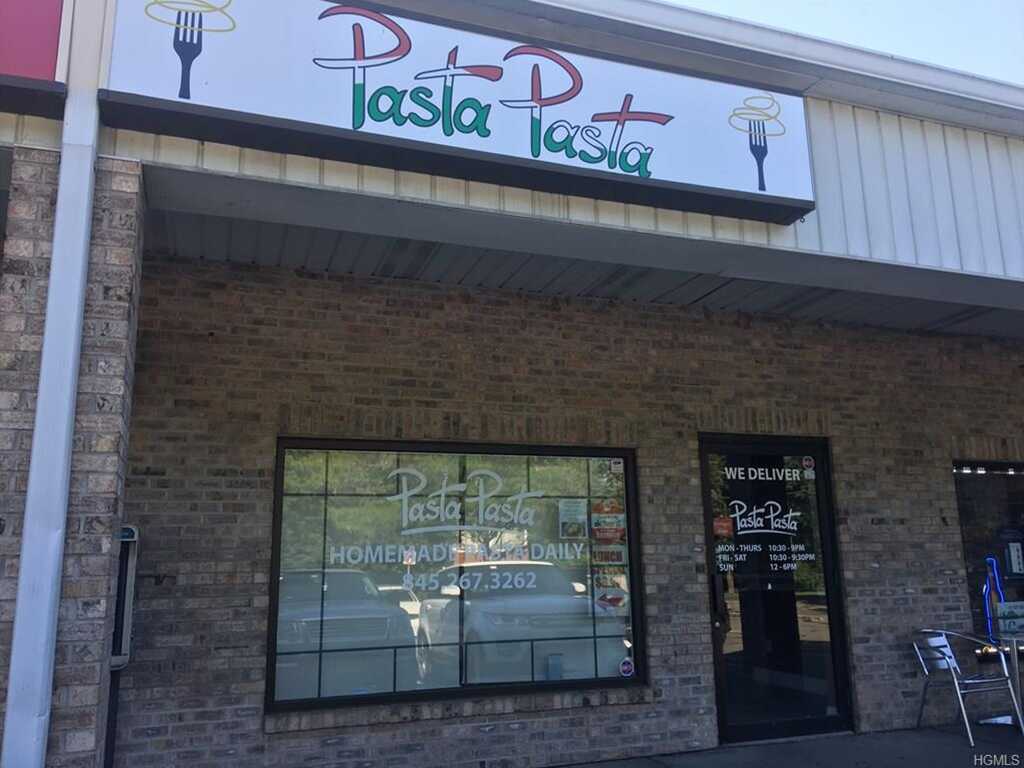 Pasta Pasta
Pasta Pasta
HOMEMADE PASTA DAILY
845.267.3262
WE DELIVER
Pasta Pasta
MON - THURS 10:30 - 9PM
FRI - SAT 10:30 - 9:30PM
SUN 12 - 6PM
HGMLS